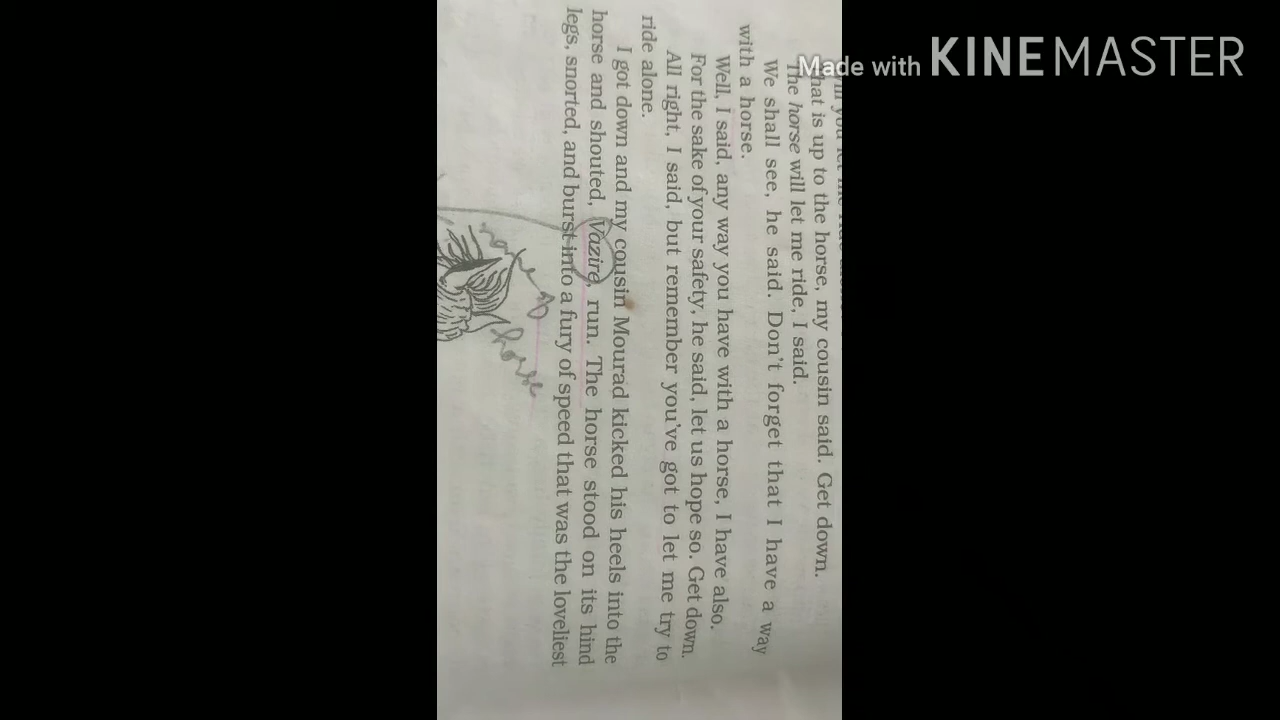 Made with KINEMASTER
that is up to the horse, my cousin said. Get down.
The horse will let me ride, I said.
We shall see, he said. Don't forget that I have a way
with a horse.
Well, I said, any way you have with a horse, I have also.
For the sake of your safety, he said, let us hope so. Get down.
All right, I said, but remember you've got to let me try to
ride alone.
I got down and my cousin Mourad kicked his heels into the
horse and shouted, Vazire, run. The horse stood on its hind
legs, snorted, and burst into a fury of speed that was the loveliest
name of
horse